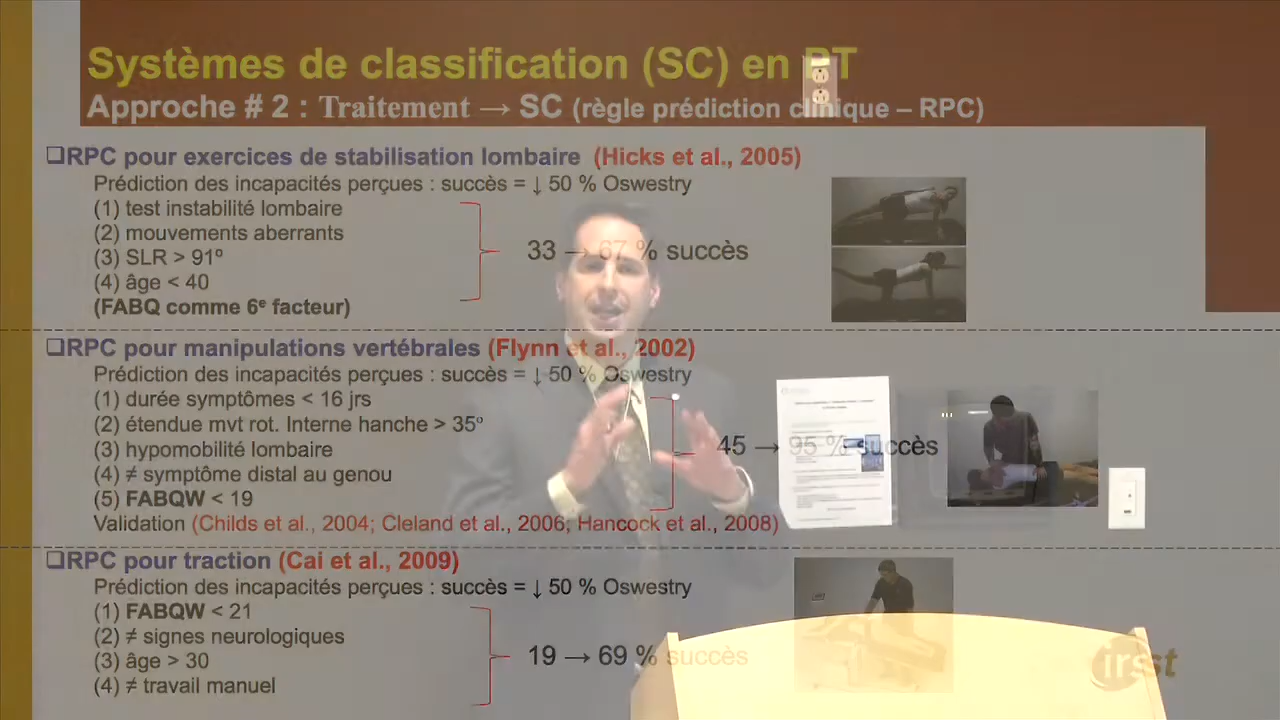 Systèmes de classification (SC) en PT
Approche # 2 : Traitement → SC (règle prédiction clinique – RPC)
❑RPC pour exercices de stabilisation lombaire (Hicks et al., 2005)
Prédiction des incapacités perçues : succès = ↓ 50 % Oswestry
(1) test instabilité lombaire
(2) mouvements aberrants
(3) SLR > 91º
(4) âge < 40
(FABQ comme 6ᵉ facteur)
33 → 67 % succès
❑RPC pour manipulations vertébrales (Flynn et al., 2002)
Prédiction des incapacités perçues : succès = ↓ 50 % Oswestry
(1) durée symptômes < 16 jrs
(2) étendue mvt rot. Interne hanche > 35º
(3) hypomobilité lombaire
(4) ≠ symptôme distal au genou
(5) FABQW < 19
45 → 95 % succès
Validation (Childs et al., 2004; Cleland et al., 2006; Hancock et al., 2008)
❑RPC pour traction (Cai et al., 2009)
Prédiction des incapacités perçues : succès = ↓ 50 % Oswestry
(1) FABQW < 21
(2) ≠ signes neurologiques
(3) âge > 30
(4) ≠ travail manuel
19 → 69 % succès
irsst